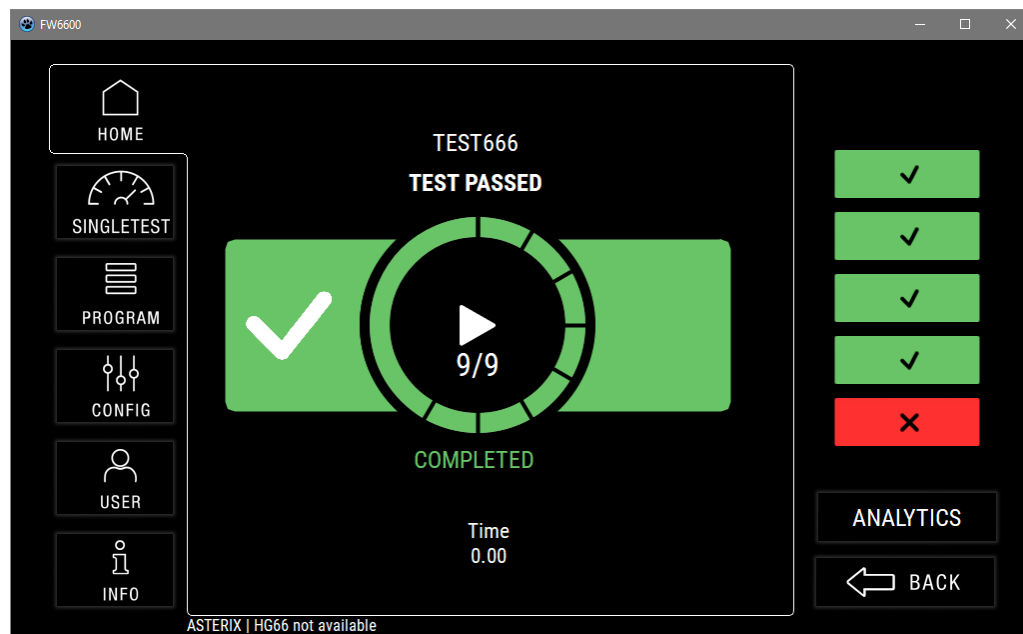 FW6600
HOME
SINGLETEST
PROGRAM
CONFIG
USER
INFO
TEST666
TEST PASSED
9/9
COMPLETED
Time
0.00
ANALYTICS
BACK
ASTERIX | HG66 not available